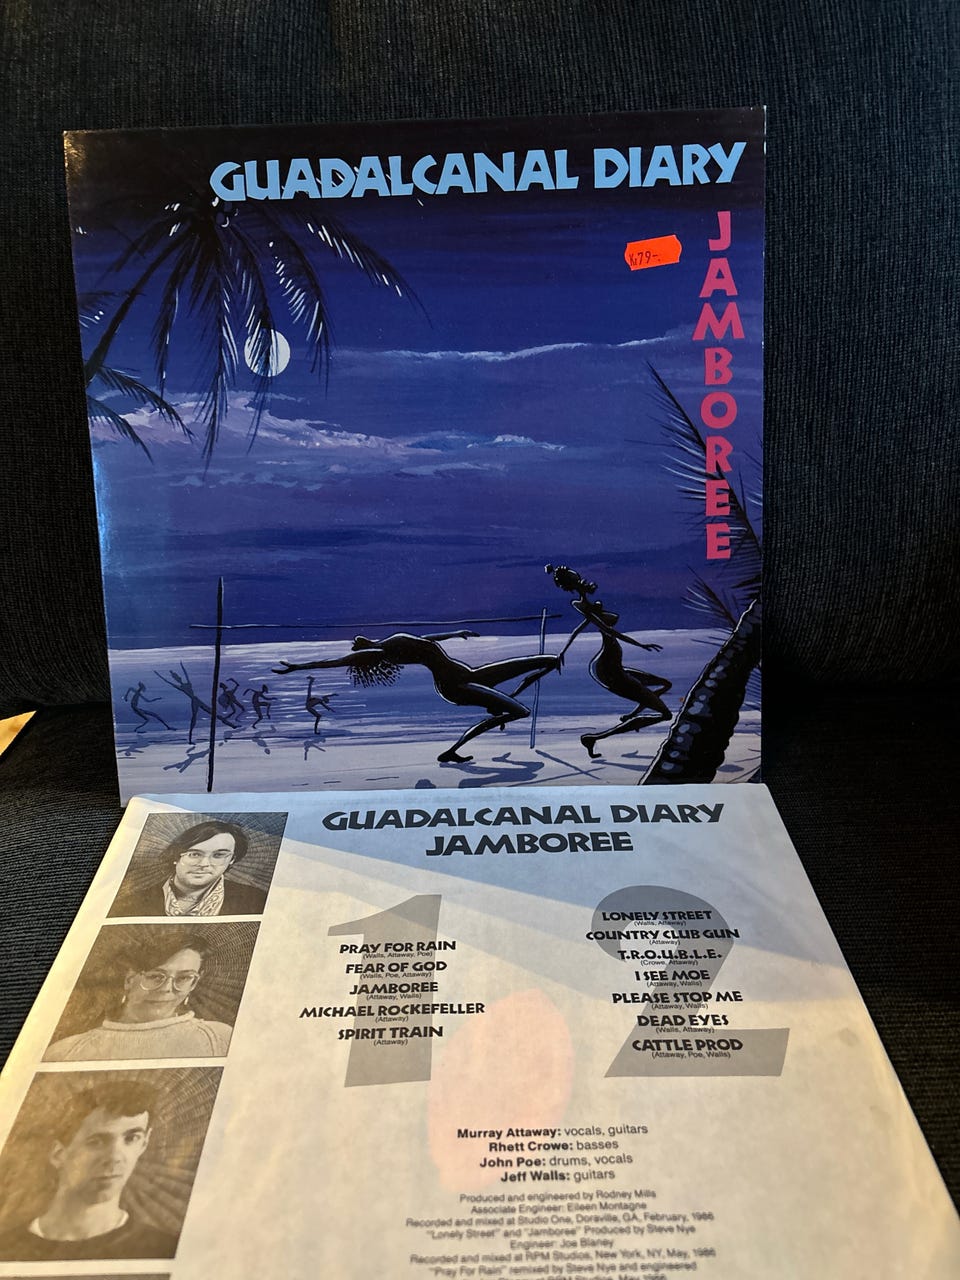 GUADALCANAL DIARY
JAMBOREE
Kr79-.
GUADALCANAL DIARY
JAMBOREE
1
PRAY FOR RAIN
(Walls, Attaway, Poe)
FEAR OF GOD
(Walls, Poe, Attaway)
JAMBOREE
(Attaway, Walls)
MICHAEL ROCKEFELLER
(Attaway)
SPIRIT TRAIN
(Attaway)
2
LONELY STREET
(Walls, Attaway)
COUNTRY CLUB GUN
(Attaway)
T.R.O.U.B.L.E.
(Crowe, Attaway)
I SEE MOE
(Attaway, Walls)
PLEASE STOP ME
(Attaway, Walls)
DEAD EYES
(Walls, Attaway)
CATTLE PROD
(Attaway, Poe, Walls)
Murray Attaway: vocals, guitars
Rhett Crowe: basses
John Poe: drums, vocals
Jeff Walls: guitars
Produced and engineered by Rodney Mills
Associate Engineer: Eileen Montagne
Recorded and mixed at Studio One, Doraville, GA, February, 1986
"Lonely Street" and "Jamboree" Produced by Steve Nye
Engineer: Joe Blaney
Recorded and mixed at RPM Studios, New York, NY, May, 1986
"Pray For Rain" remixed by Steve Nye and engineered
RPM Studios, May 1986